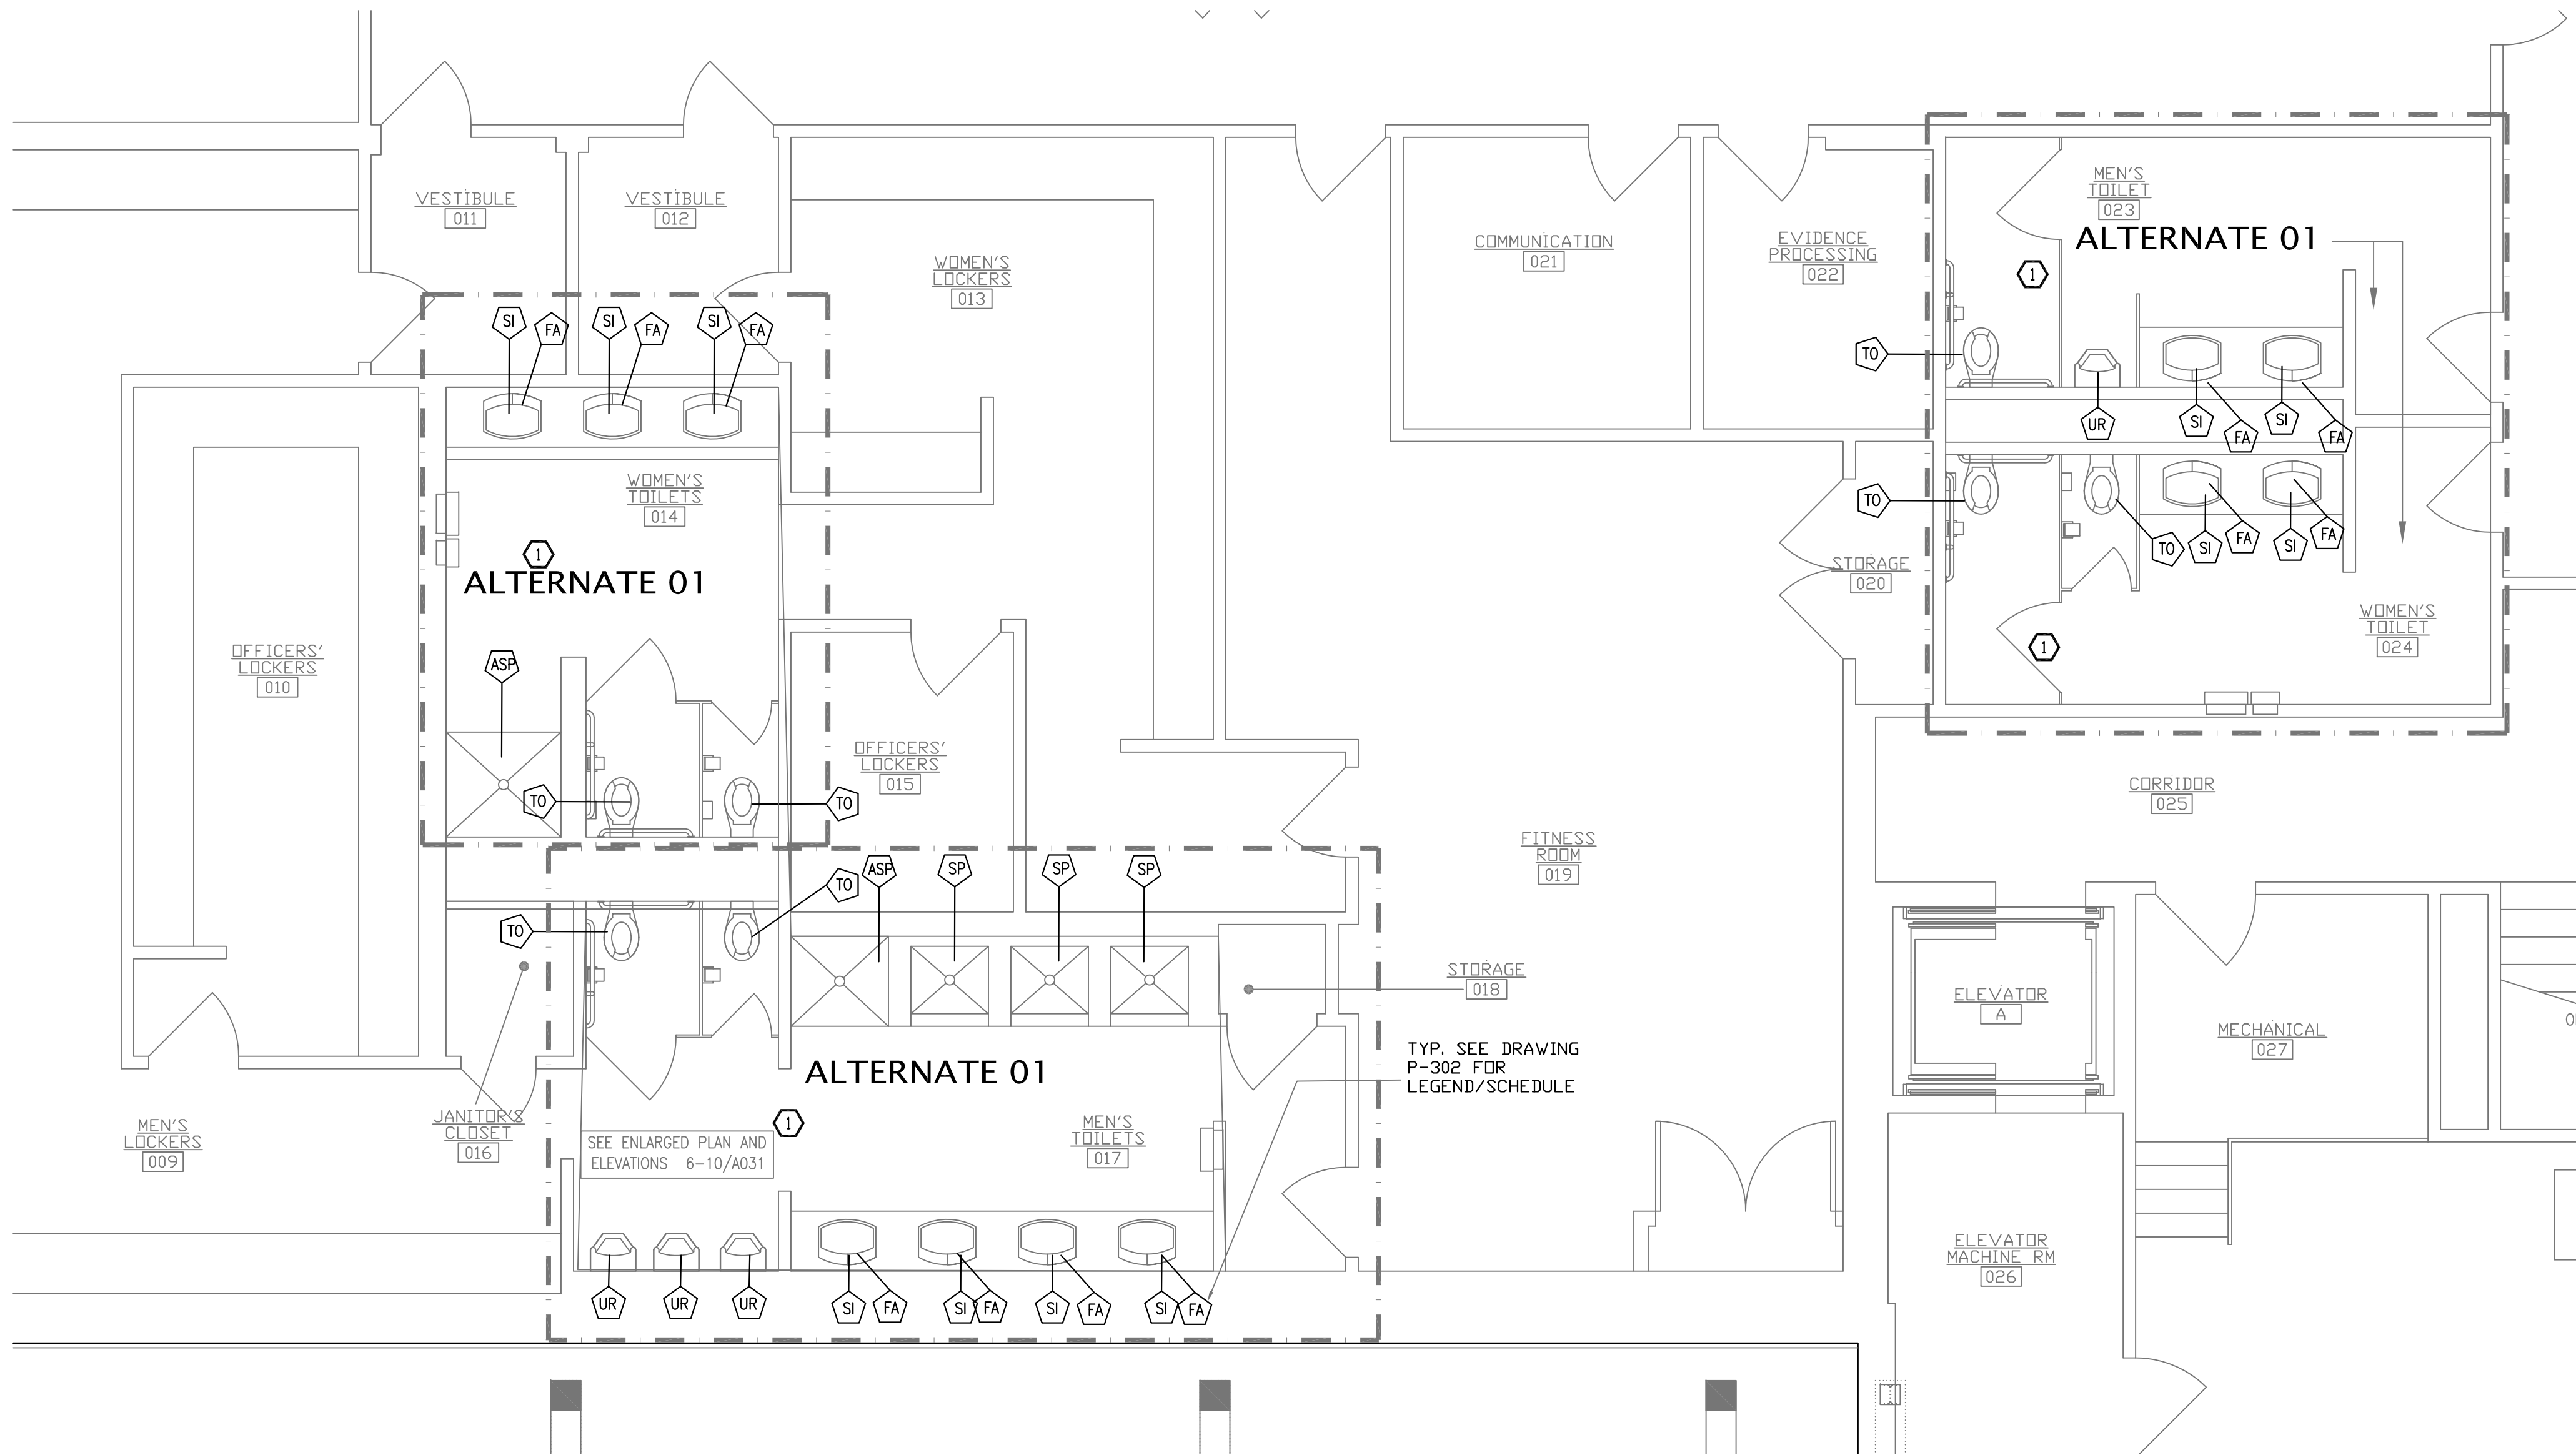 VESTIBULE
011
VESTIBULE
012
WOMEN'S
LOCKERS
013
COMMUNICATION
021
EVIDENCE
PROCESSING
022
MEN'S
TOILET
023
ALTERNATE 01
1
SI
FA
SI
FA
SI
FA
TO
UR
SI
FA
SI
FA
WOMEN'S
TOILETS
014
1
ALTERNATE 01
TO
TO
SI
FA
SI
FA
STORAGE
020
WOMEN'S
TOILET
024
1
OFFICERS'
LOCKERS
010
ASP
OFFICERS'
LOCKERS
015
TO
TO
CORRIDOR
025
FITNESS
ROOM
019
TO
ASP
SP
SP
SP
TO
STORAGE
018
ELEVATOR
A
MECHANICAL
027
TYP. SEE DRAWING
P-302 FOR
LEGEND/SCHEDULE
ALTERNATE 01
1
MEN'S
LOCKERS
009
JANITOR'S
CLOSET
016
SEE ENLARGED PLAN AND
ELEVATIONS 6-10/A031
MEN'S
TOILETS
017
ELEVATOR
MACHINE RM
026
UR
UR
UR
SI
FA
SI
FA
SI
FA
SI
FA